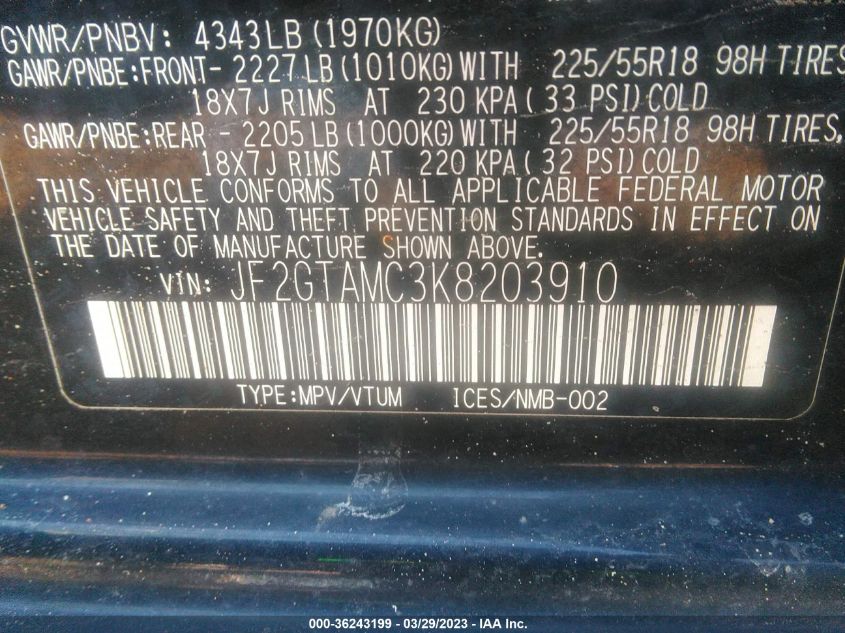 GVWR/PNBV: 4343LB (1970KG)
GAWR/PNBE:FRONT- 2227LB (1010KG) WITH 225/55R18 98H TIRES
18X7J RIMS AT 230 KPA ( 33 PSI) COLD
GAWR/PNBE:REAR - 2205LB (1000KG) WITH 225/55R18 98H TIRES,
18X7J RIMS AT 220 KPA ( 32 PSI) COLD
THIS VEHICLE CONFORMS TO ALL APPLICABLE FEDERAL MOTOR
VEHICLE SAFETY AND THEFT PREVENTION STANDARDS IN EFFECT ON
THE DATE OF MANUFACTURE SHOWN ABOVE.
VIN: JF2GTAMC3K8203910
TYPE:MPV/VTUM ICES/NMB-002
000-36243199 - 03/29/2023 - IAA Inc.